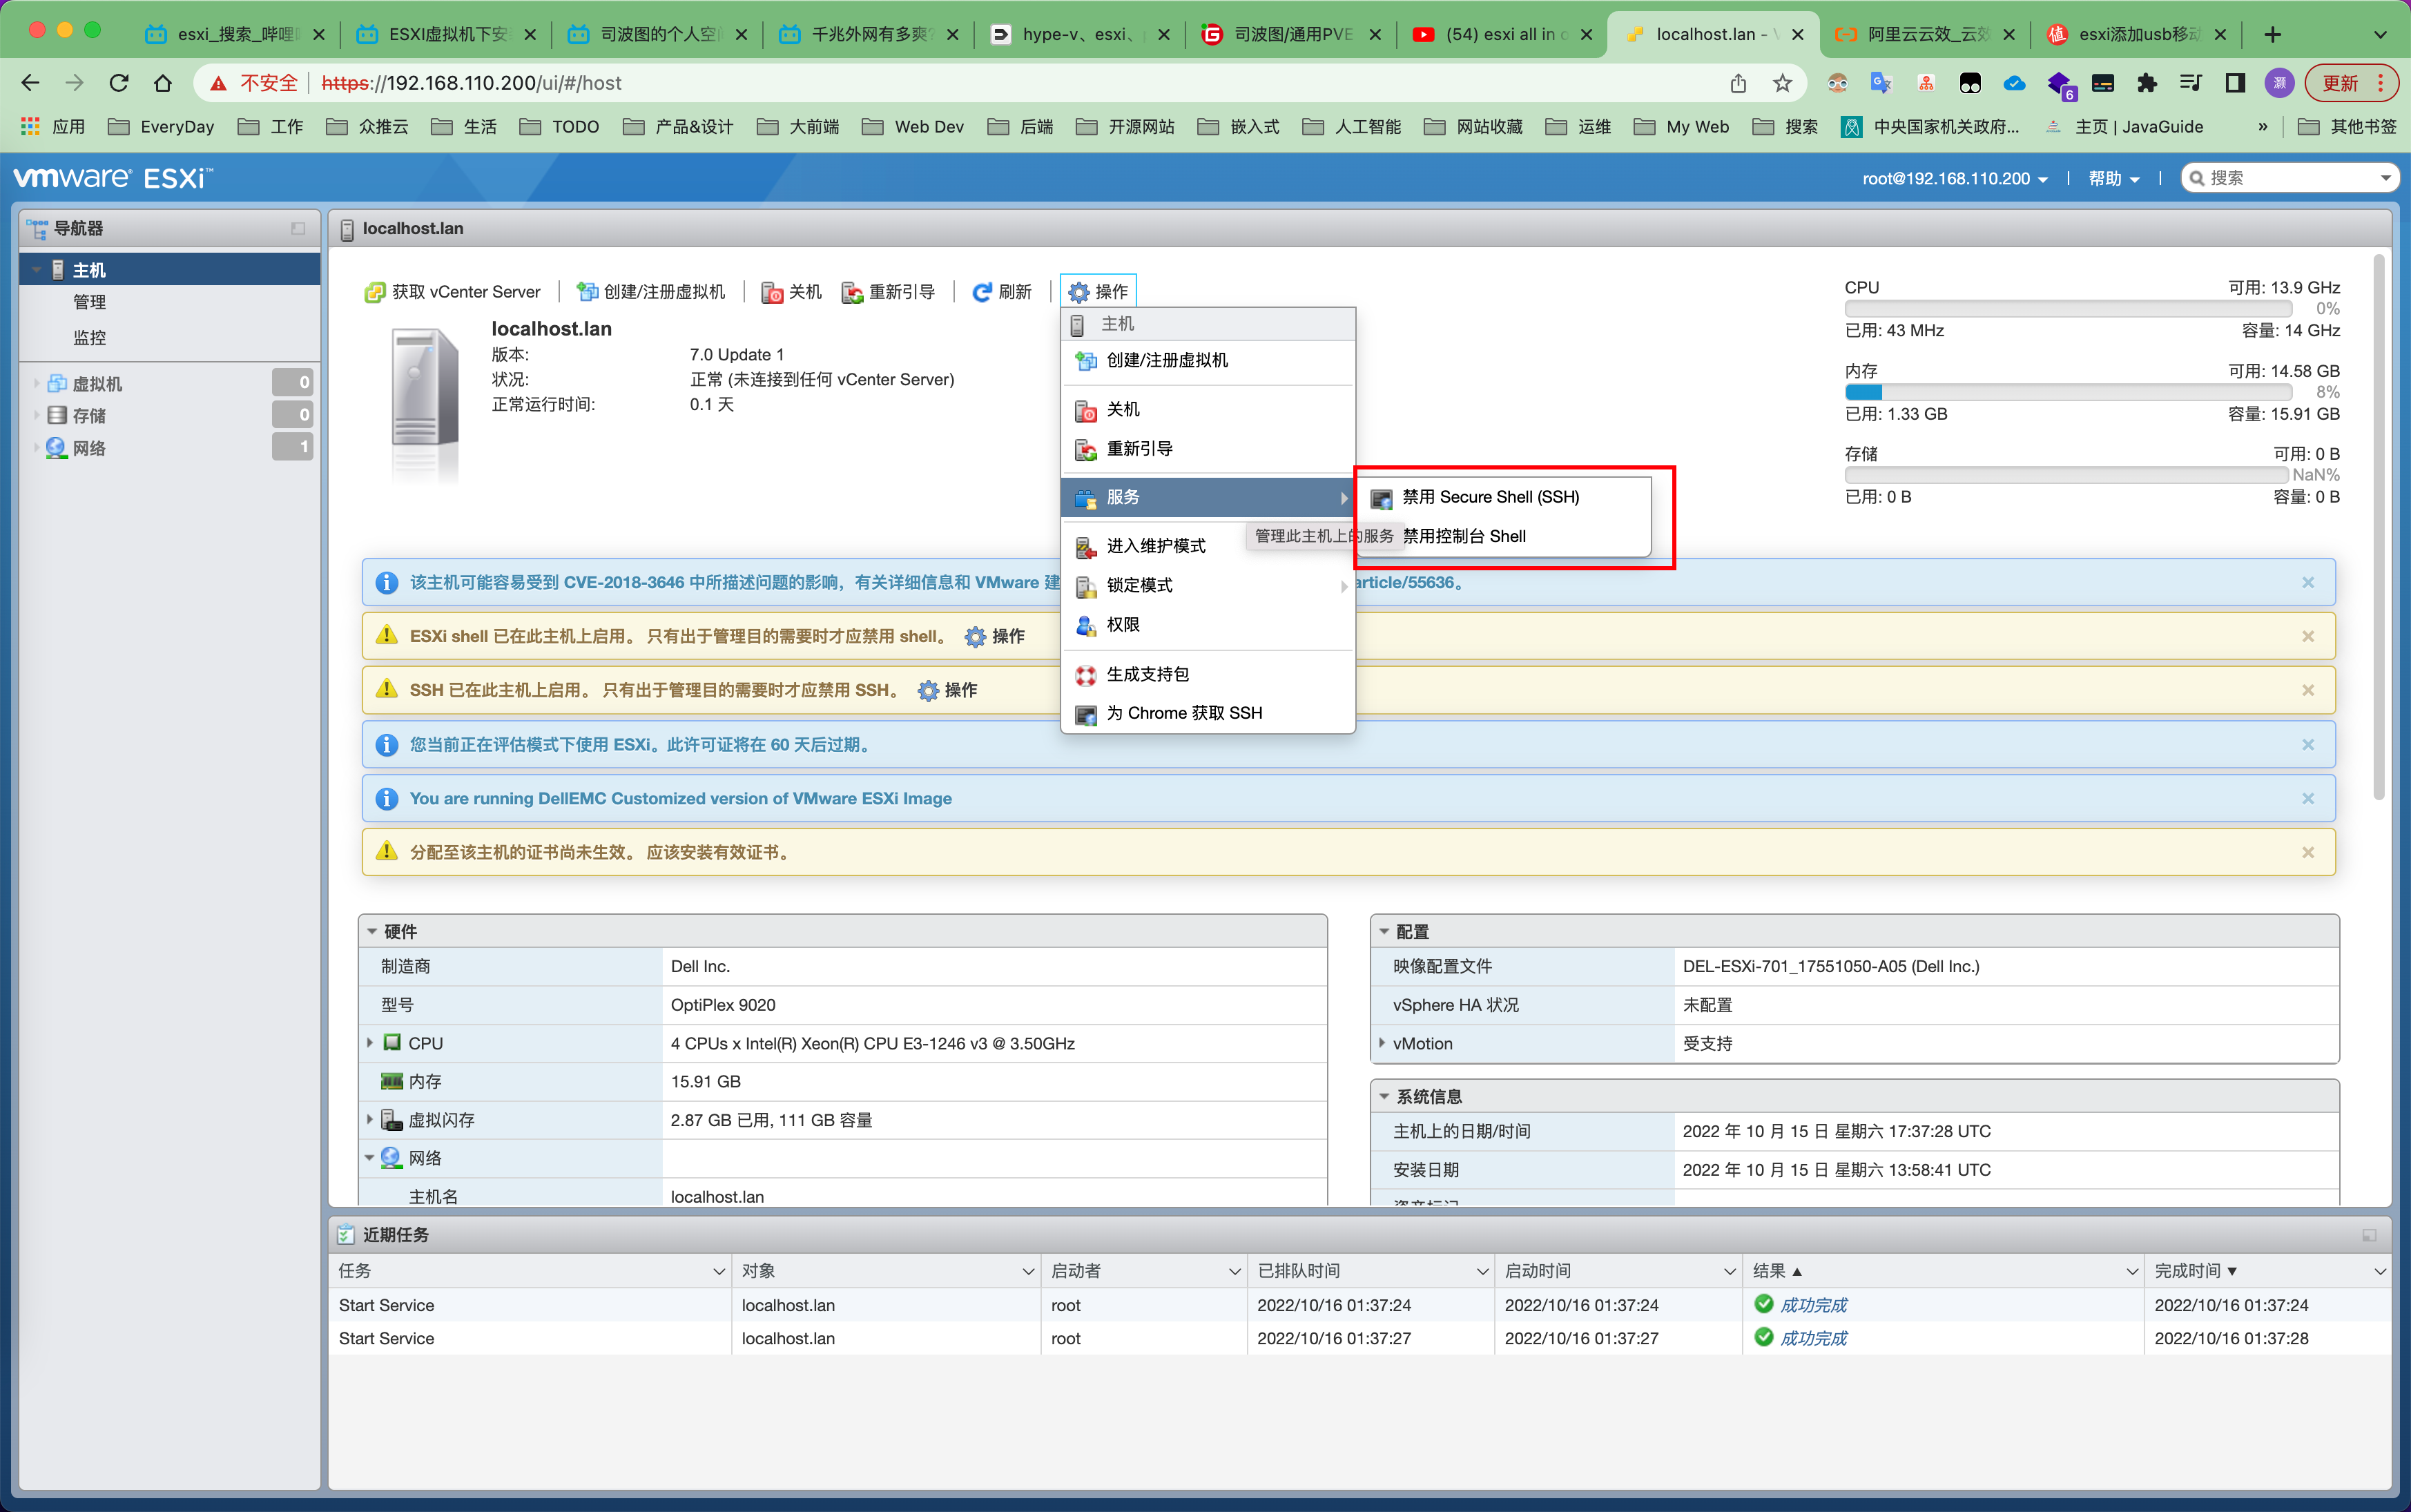 esxi_搜索_哔哩
ESXI虚拟机下安
司波图的个人空
千兆外网有多爽?
hype-v、esxi、
司波图/通用PVE
(54) esxi all in o
localhost.lan - V
阿里云云效_云效
esxi添加usb移动
不安全 https://192.168.110.200/ui/#/host
6
灏
更新
应用 EveryDay 工作 众推云 生活 TODO 产品&设计 大前端 Web Dev 后端 开源网站 嵌入式 人工智能 网站收藏 运维 My Web 搜索 中央国家机关政府... 主页 | JavaGuide » 其他书签
vmware® ESXi™
root@192.168.110.200 | 帮助 | 搜索
导航器
主机
管理
监控
虚拟机 0
存储 0
网络 1
localhost.lan
获取 vCenter Server 创建/注册虚拟机 关机 重新引导 刷新 操作
localhost.lan
版本: 7.0 Update 1
状况: 正常 (未连接到任何 vCenter Server)
正常运行时间: 0.1 天
主机
创建/注册虚拟机
关机
重新引导
服务
进入维护模式
锁定模式
权限
生成支持包
为 Chrome 获取 SSH
禁用 Secure Shell (SSH)
禁用控制台 Shell
管理此主机上的服务
CPU 可用: 13.9 GHz
0%
已用: 43 MHz 容量: 14 GHz
内存 可用: 14.58 GB
8%
已用: 1.33 GB 容量: 15.91 GB
存储 可用: 0 B
NaN%
已用: 0 B 容量: 0 B
该主机可能容易受到 CVE-2018-3646 中所描述问题的影响，有关详细信息和 VMware 建 article/55636。
ESXi shell 已在此主机上启用。 只有出于管理目的需要时才应禁用 shell。 操作
SSH 已在此主机上启用。 只有出于管理目的需要时才应禁用 SSH。 操作
您当前正在评估模式下使用 ESXi。此许可证将在 60 天后过期。
You are running DellEMC Customized version of VMware ESXi Image
分配至该主机的证书尚未生效。 应该安装有效证书。
硬件
制造商 Dell Inc.
型号 OptiPlex 9020
CPU 4 CPUs x Intel(R) Xeon(R) CPU E3-1246 v3 @ 3.50GHz
内存 15.91 GB
虚拟闪存 2.87 GB 已用, 111 GB 容量
网络
主机名 localhost.lan
配置
映像配置文件 DEL-ESXi-701_17551050-A05 (Dell Inc.)
vSphere HA 状况 未配置
vMotion 受支持
系统信息
主机上的日期/时间 2022 年 10 月 15 日 星期六 17:37:28 UTC
安装日期 2022 年 10 月 15 日 星期六 13:58:41 UTC
近期任务
任务 对象 启动者 已排队时间 启动时间 结果 ▲ 完成时间 ▼
Start Service localhost.lan root 2022/10/16 01:37:24 2022/10/16 01:37:24 成功完成 2022/10/16 01:37:24
Start Service localhost.lan root 2022/10/16 01:37:27 2022/10/16 01:37:27 成功完成 2022/10/16 01:37:28